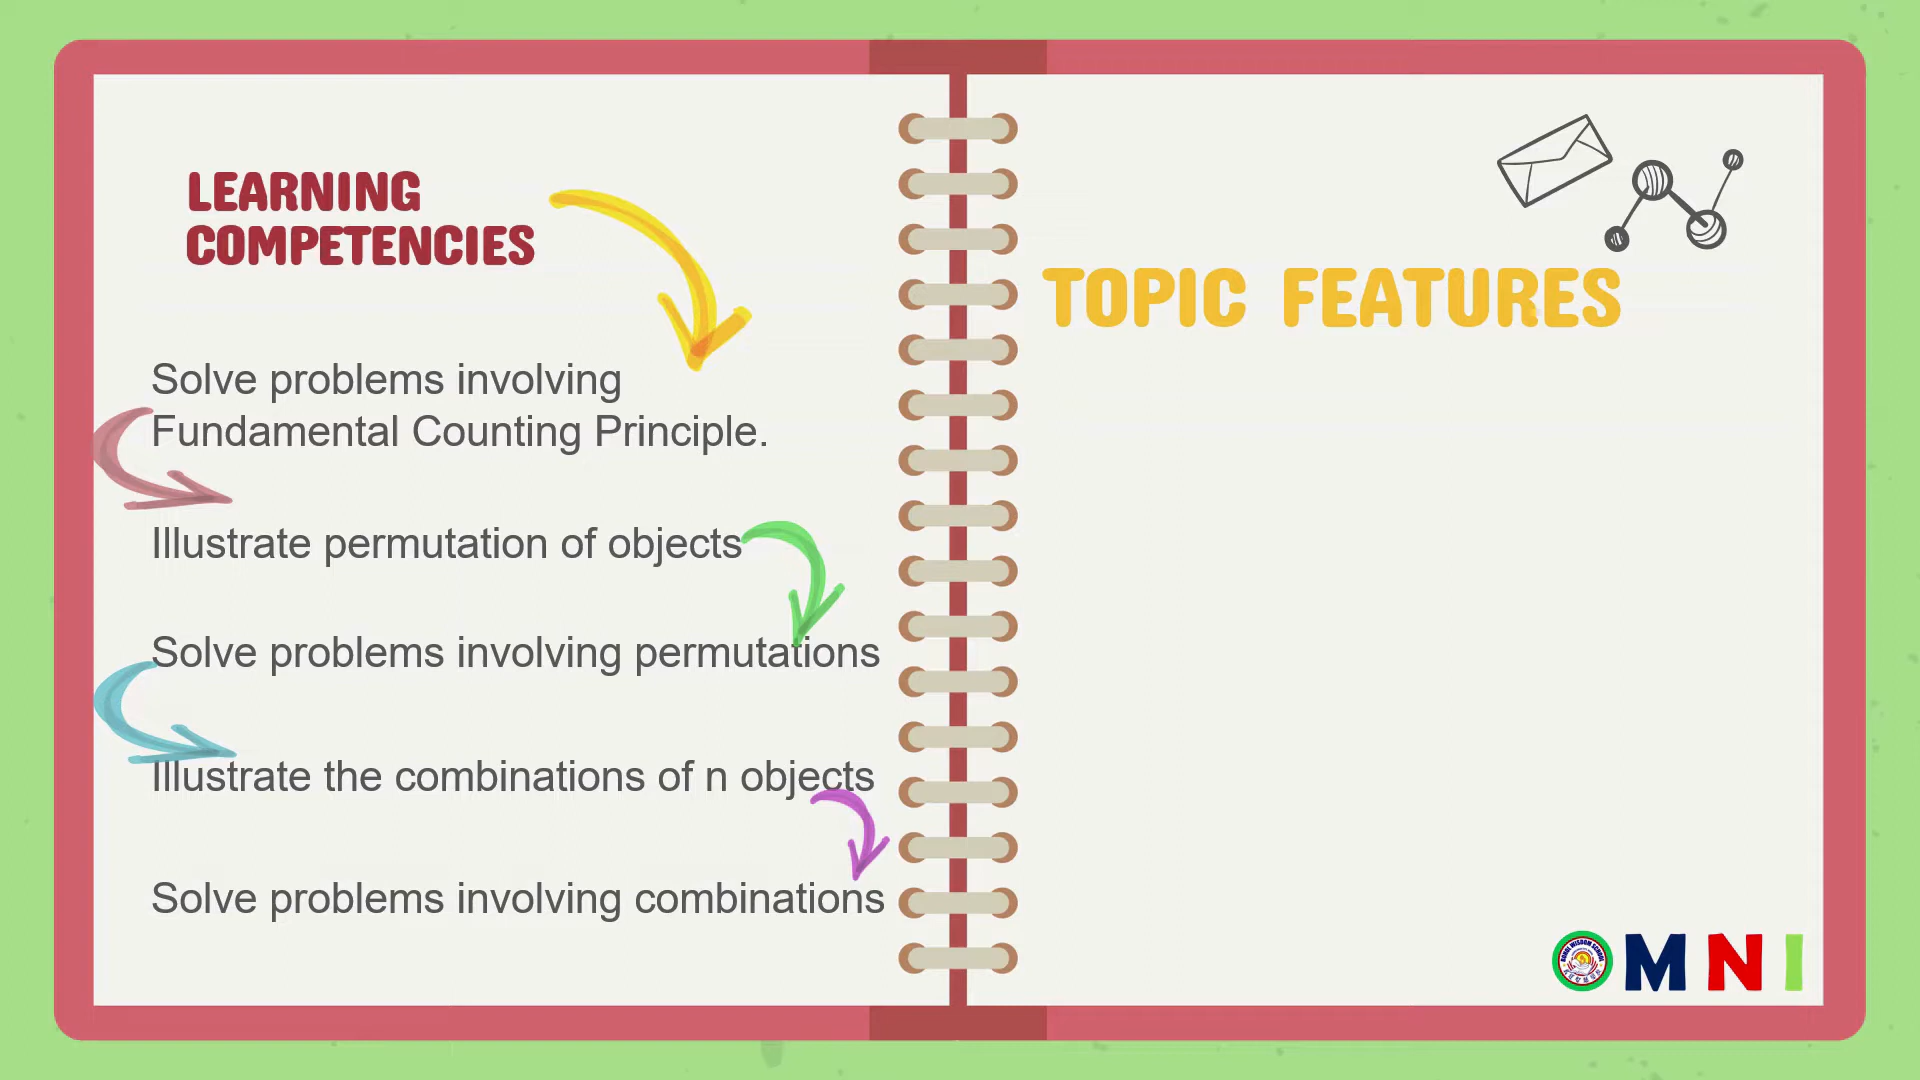 LEARNING
COMPETENCIES
Solve problems involving
Fundamental Counting Principle.
Illustrate permutation of objects
Solve problems involving permutations
Illustrate the combinations of n objects
Solve problems involving combinations
TOPIC FEATURES
MNI